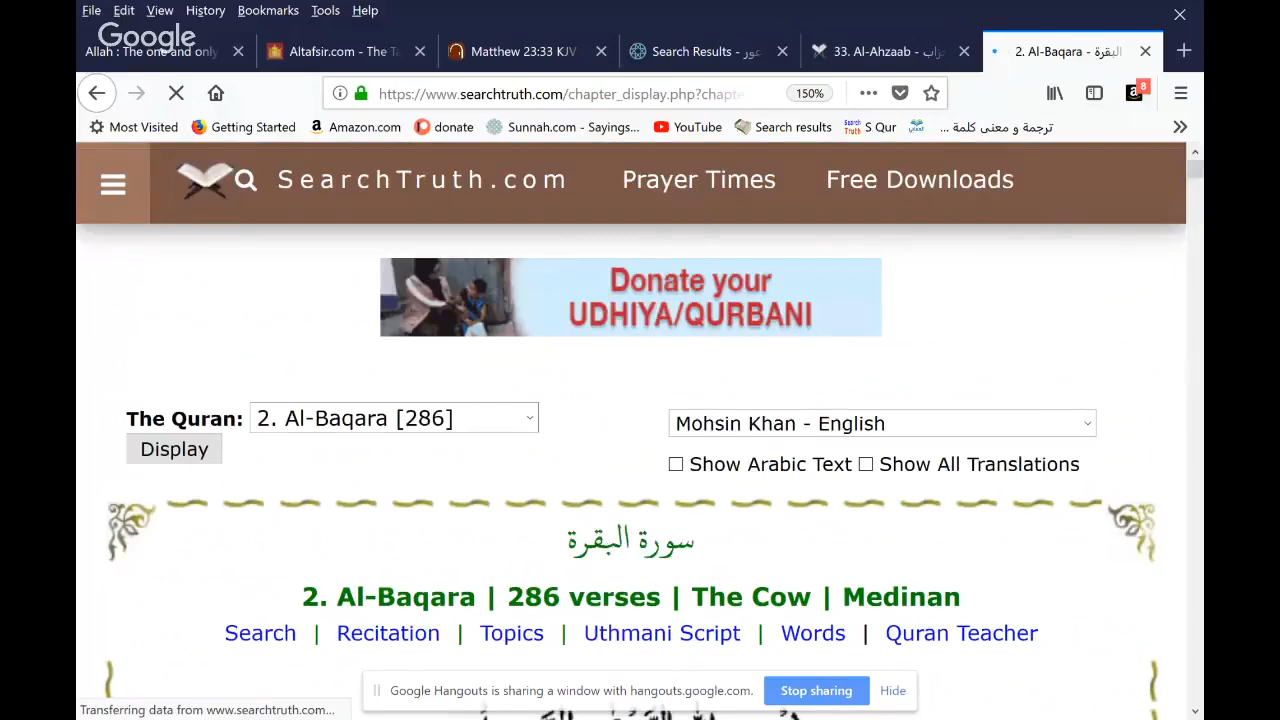 File Edit View History Bookmarks Tools Help
Google
Allah : The one and only
Altafsir.com - The Ta
Matthew 23:33 KJV
Search Results - عور
33. Al-Ahzaab - حزاب
2. Al-Baqara - البقرة
https://www.searchtruth.com/chapter_display.php?chapte
150%
8
Most Visited Getting Started Amazon.com donate Sunnah.com - Sayings... YouTube Search results S Qur ترجمة و معنى كلمة ...
SearchTruth.com Prayer Times Free Downloads
Donate your
UDHIYA/QURBANI
The Quran: 2. Al-Baqara [286]
Mohsin Khan - English
Display
Show Arabic Text Show All Translations
سورة البقرة
2. Al-Baqara | 286 verses | The Cow | Medinan
Search | Recitation | Topics | Uthmani Script | Words | Quran Teacher
Google Hangouts is sharing a window with hangouts.google.com. Stop sharing Hide
Transferring data from www.searchtruth.com...